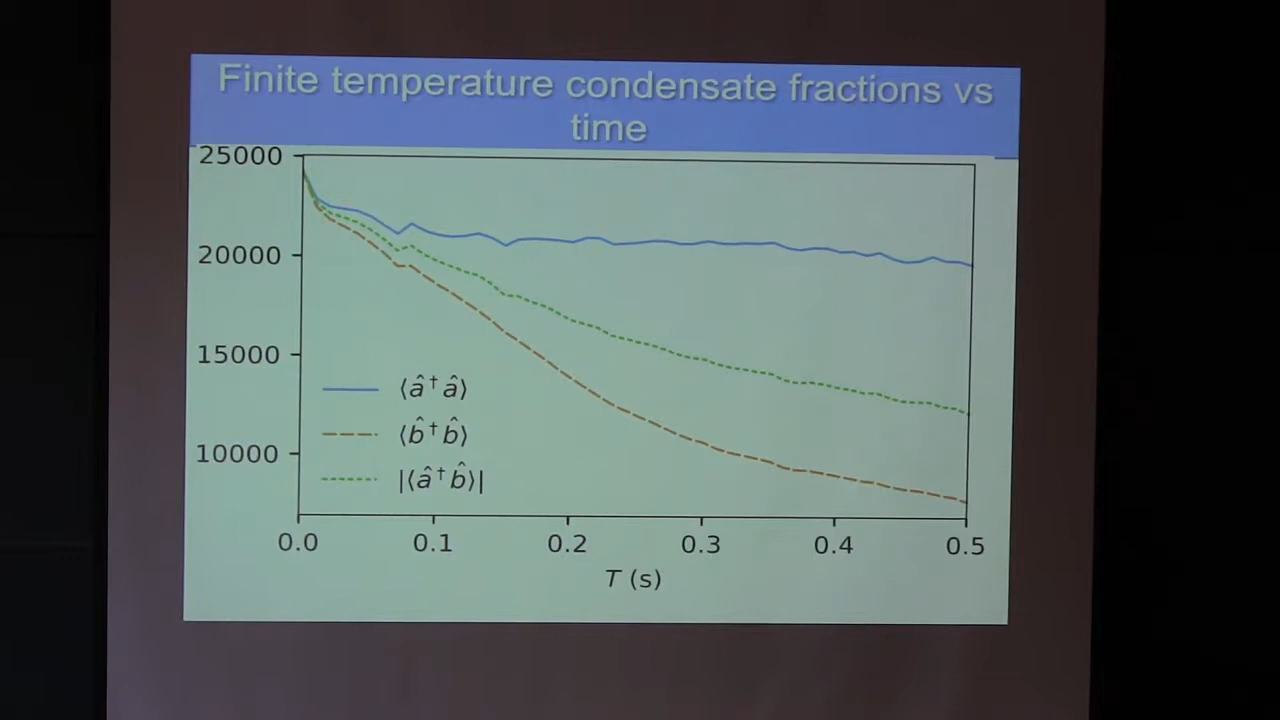 Finite temperature condensate fractions vs
time
25000
20000
15000
10000
⟨â†â⟩
⟨b̂†b̂⟩
|⟨â†b̂⟩|
0.0 0.1 0.2 0.3 0.4 0.5
T (s)